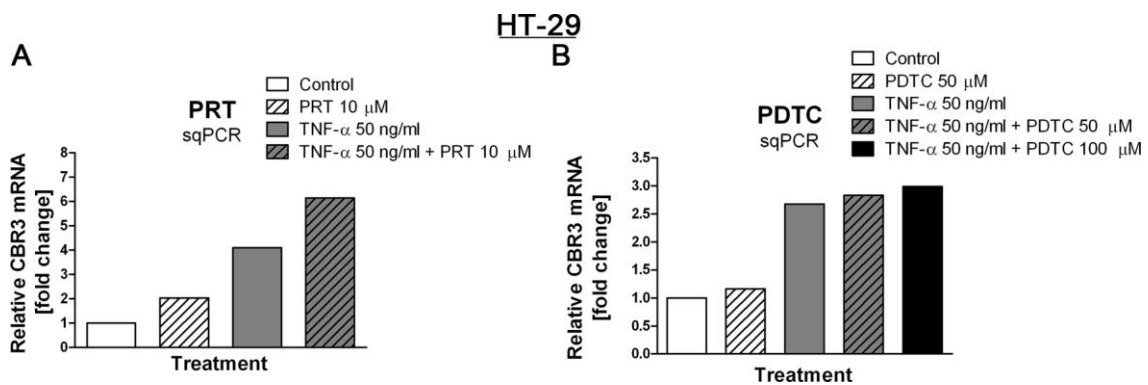 HT-29
A
PRT
sqPCR
Control
PRT 10 μM
TNF-α 50 ng/ml
TNF-α 50 ng/ml + PRT 10 μM
Relative CBR3 mRNA
[fold change]
8
7
6
5
4
3
2
1
0
Treatment
B
PDTC
sqPCR
Control
PDTC 50 μM
TNF-α 50 ng/ml
TNF-α 50 ng/ml + PDTC 50 μM
TNF-α 50 ng/ml + PDTC 100 μM
Relative CBR3 mRNA
[fold change]
3.5
3.0
2.5
2.0
1.5
1.0
0.5
0.0
Treatment